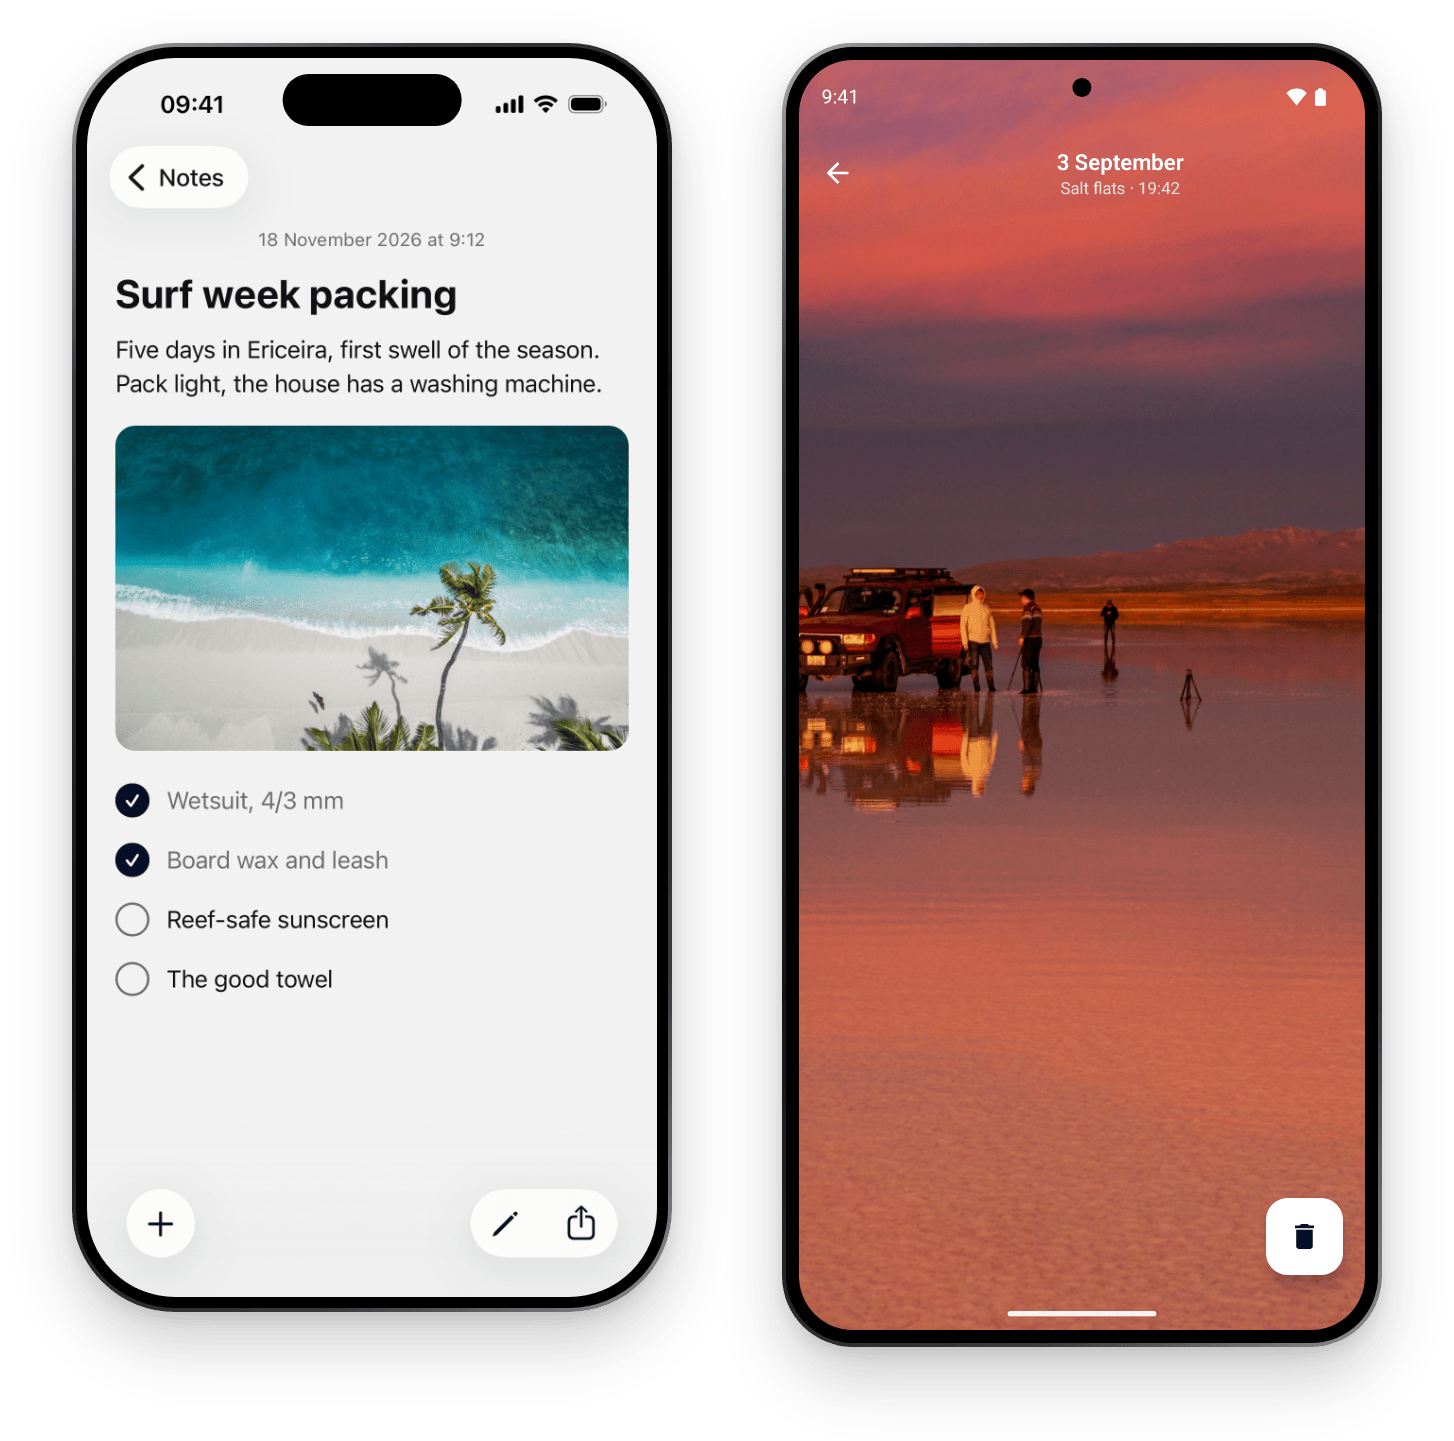 09:41
Notes
18 November 2026 at 9:12
Surf week packing
Five days in Ericeira, first swell of the season.
Pack light, the house has a washing machine.
Wetsuit, 4/3 mm
Board wax and leash
Reef-safe sunscreen
The good towel
9:41
3 September
Salt flats · 19:42